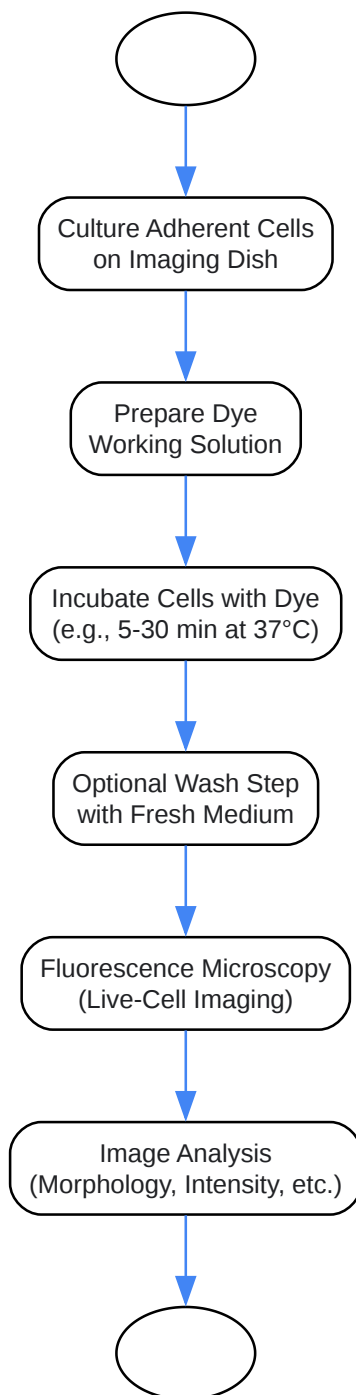 Culture Adherent Cells
on Imaging Dish
Prepare Dye
Working Solution
Incubate Cells with Dye
(e.g., 5-30 min at 37°C)
Optional Wash Step
with Fresh Medium
Fluorescence Microscopy
(Live-Cell Imaging)
Image Analysis
(Morphology, Intensity, etc.)